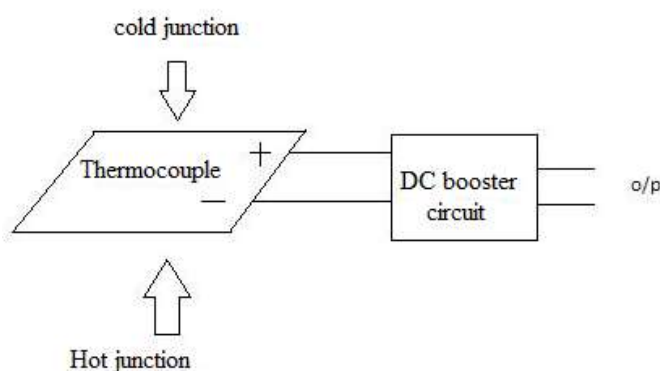 cold junction
Thermocouple
+
−
DC booster
circuit
o/p
Hot junction